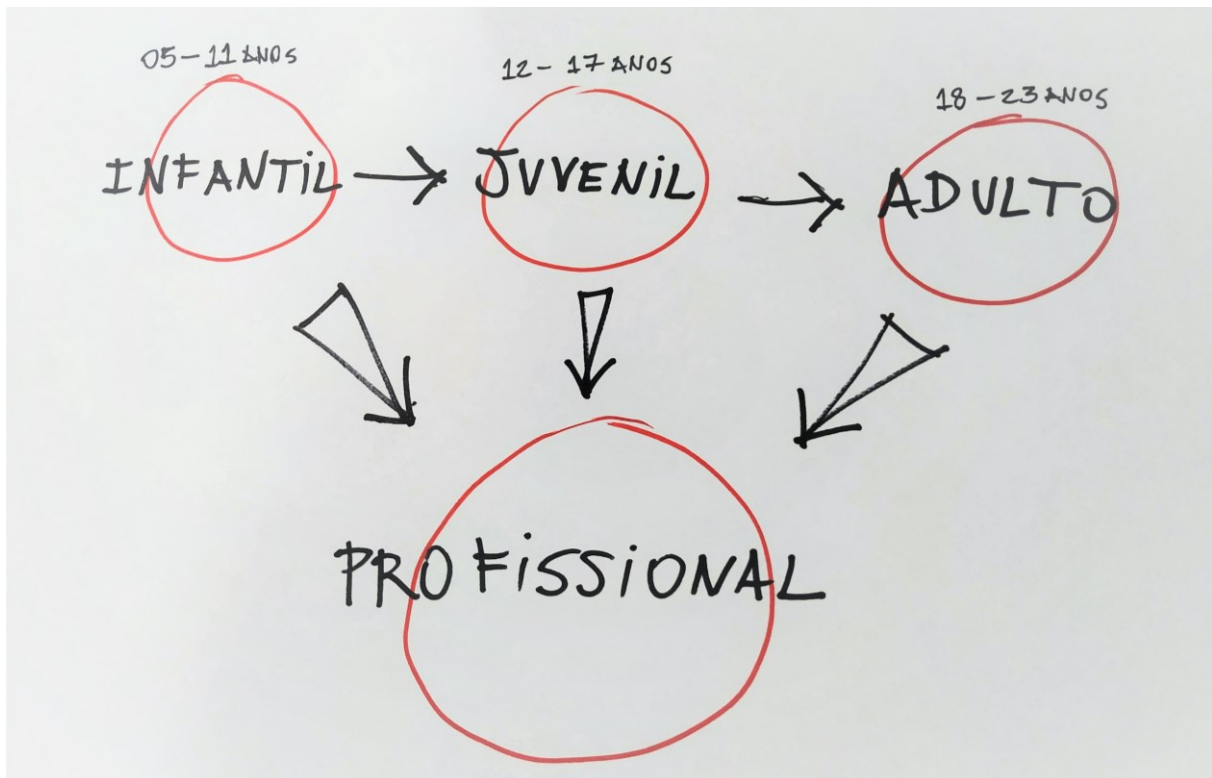 05-11 ANOS
12-17 ANOS
18-23 ANOS
INFANTIL
JUVENIL
ADULTO
PROFISSIONAL